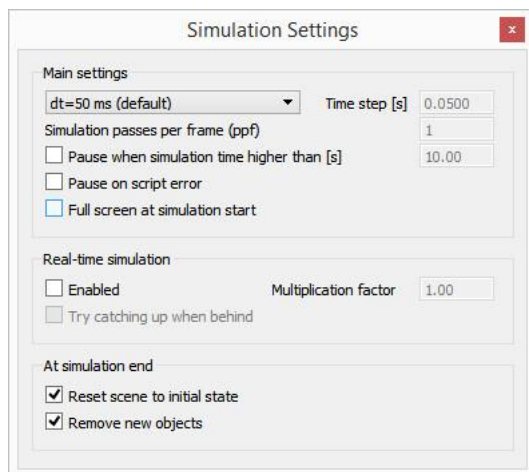 Simulation Settings
x
Main settings
dt=50 ms (default) Time step [s] 0.0500
Simulation passes per frame (ppf) 1
Pause when simulation time higher than [s] 10.00
Pause on script error
Full screen at simulation start
Real-time simulation
Enabled Multiplication factor 1.00
Try catching up when behind
At simulation end
Reset scene to initial state
Remove new objects